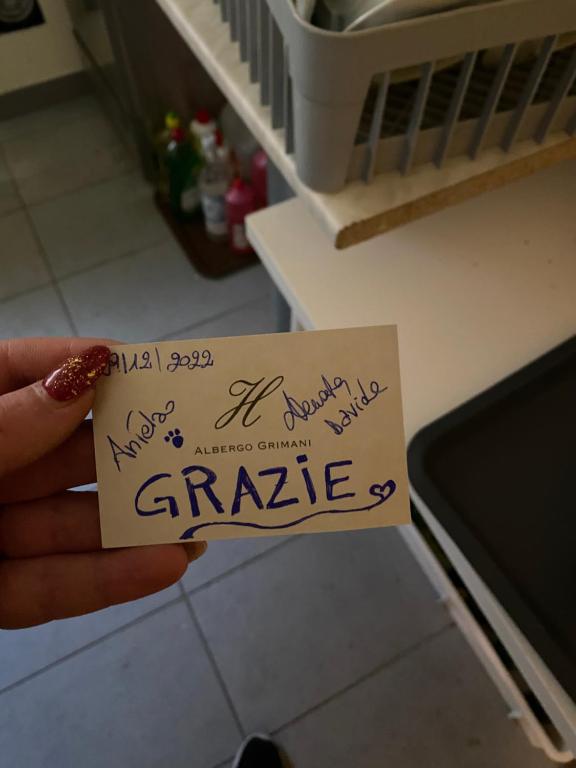 9/12/2022
H
Aniela
Renata
Davide
ALBERGO GRIMANI
GRAZIE